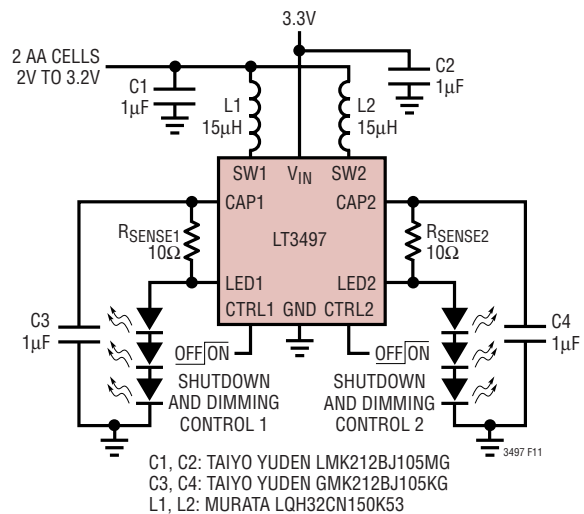 3.3V
2 AA CELLS
2V TO 3.2V
C1
1µF
L1
15µH
L2
15µH
C2
1µF
SW1 VIN SW2
CAP1 CAP2
LT3497
RSENSE1
10Ω
RSENSE2
10Ω
LED1 LED2
CTRL1 GND CTRL2
C3
1µF
C4
1µF
OFF ON
SHUTDOWN
AND DIMMING
CONTROL 1
OFF ON
SHUTDOWN
AND DIMMING
CONTROL 2
3497 F11
C1, C2: TAIYO YUDEN LMK212BJ105MG
C3, C4: TAIYO YUDEN GMK212BJ105KG
L1, L2: MURATA LQH32CN150K53